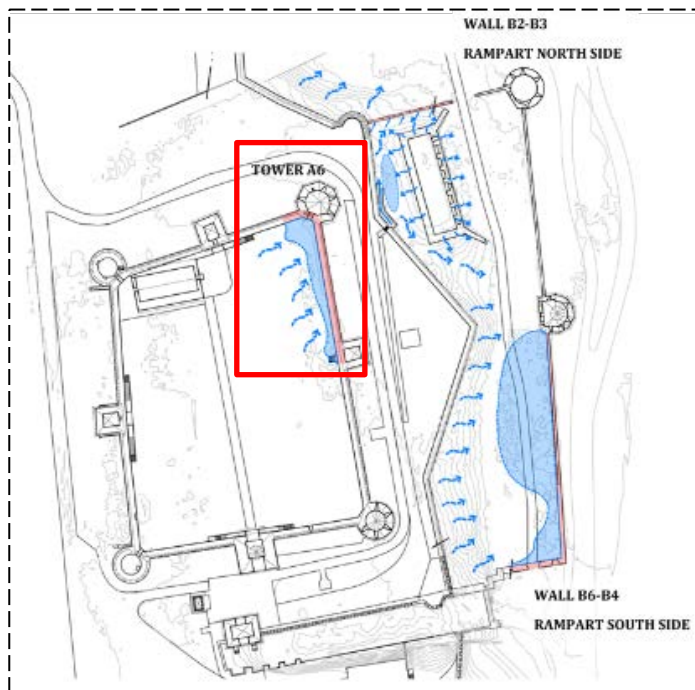 WALL B2-B3
RAMPART NORTH SIDE
TOWER A6
WALL B6-B4
RAMPART SOUTH SIDE